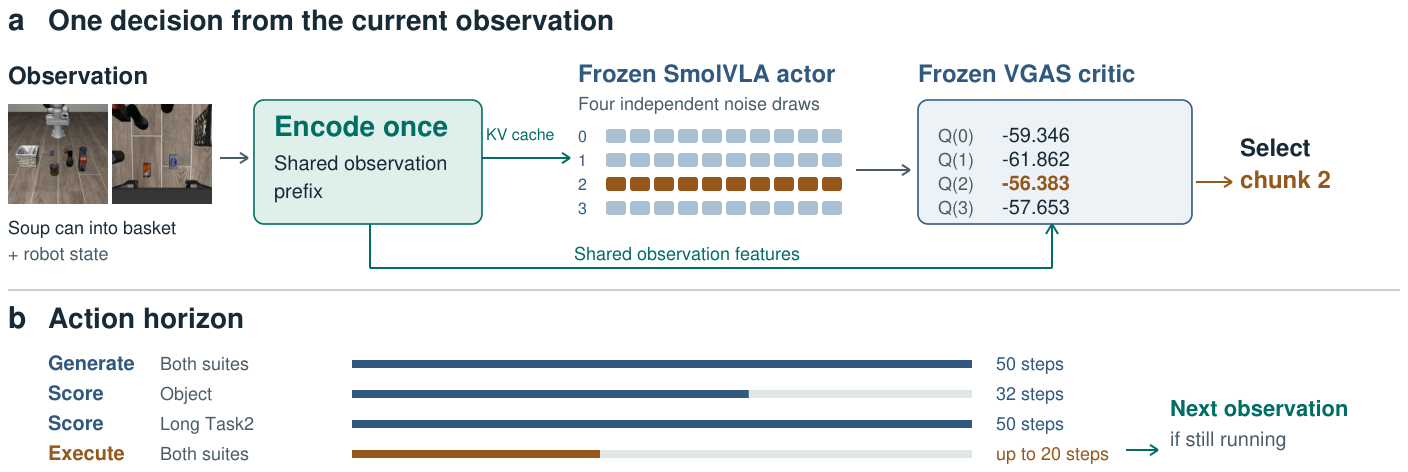 a One decision from the current observation
Observation
Soup can into basket
+ robot state
Encode once
Shared observation
prefix
KV cache
Frozen SmolVLA actor
Four independent noise draws
0
1
2
3
Shared observation features
Frozen VGAS critic
Q(0) -59.346
Q(1) -61.862
Q(2) -56.383
Q(3) -57.653
Select
chunk 2
b Action horizon
Generate Both suites 50 steps
Score Object 32 steps
Score Long Task2 50 steps
Execute Both suites up to 20 steps
Next observation
if still running